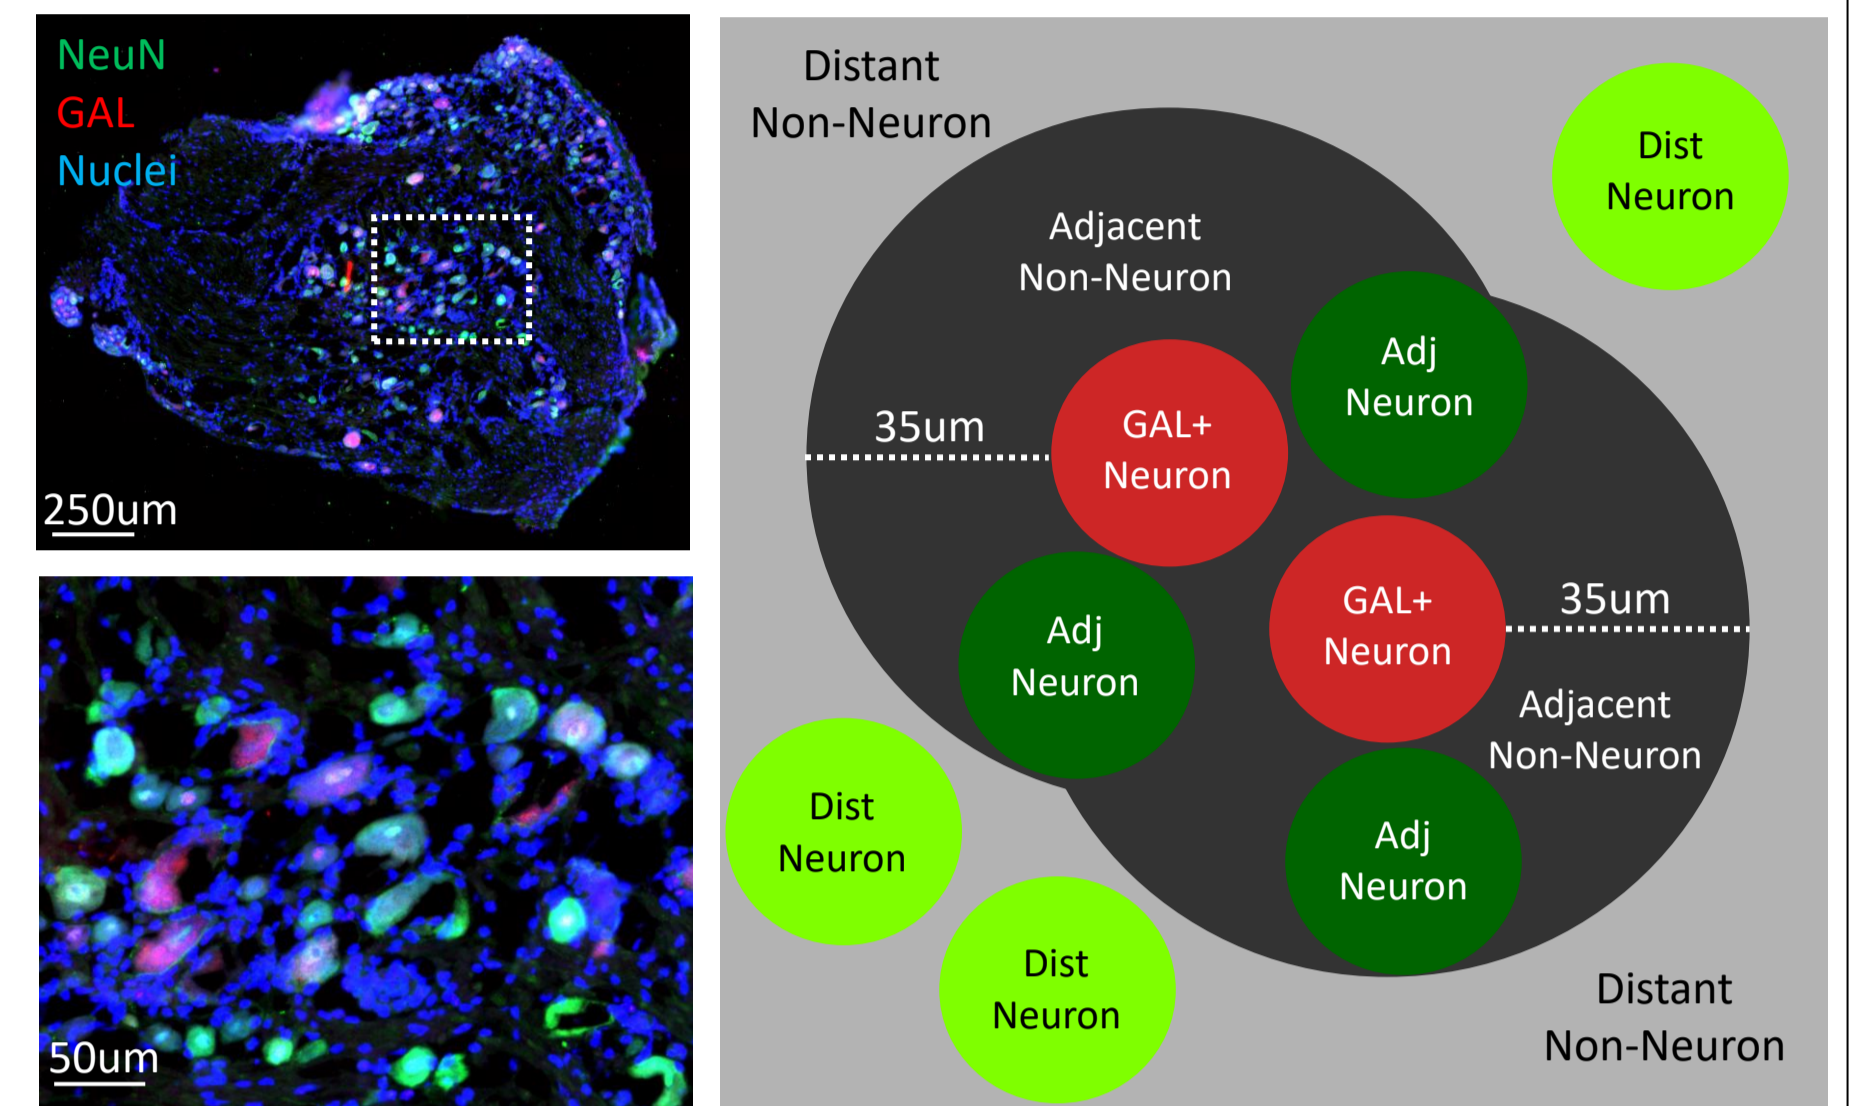 NeuN
GAL
Nuclei
250um
50um
Distant
Non-Neuron
Dist
Neuron
Adjacent
Non-Neuron
Adj
Neuron
35um
GAL+
Neuron
GAL+
Neuron
35um
Adj
Neuron
Adjacent
Non-Neuron
Dist
Neuron
Adj
Neuron
Dist
Neuron
Distant
Non-Neuron